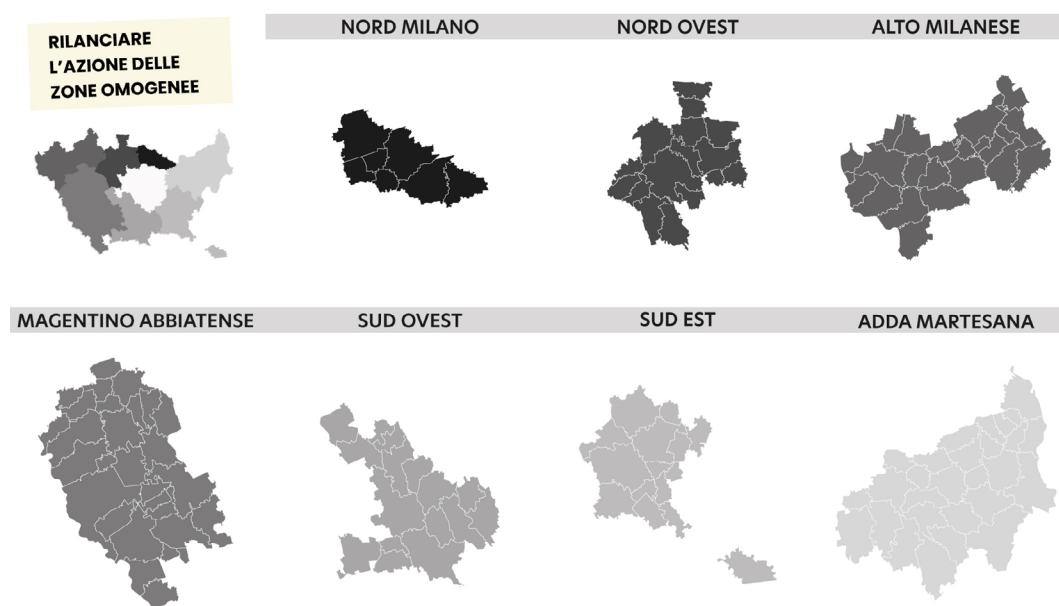 RILANCIARE
L'AZIONE DELLE
ZONE OMOGENEE
NORD MILANO
NORD OVEST
ALTO MILANESE
MAGENTINO ABBIATENSE
SUD OVEST
SUD EST
ADDA MARTESANA